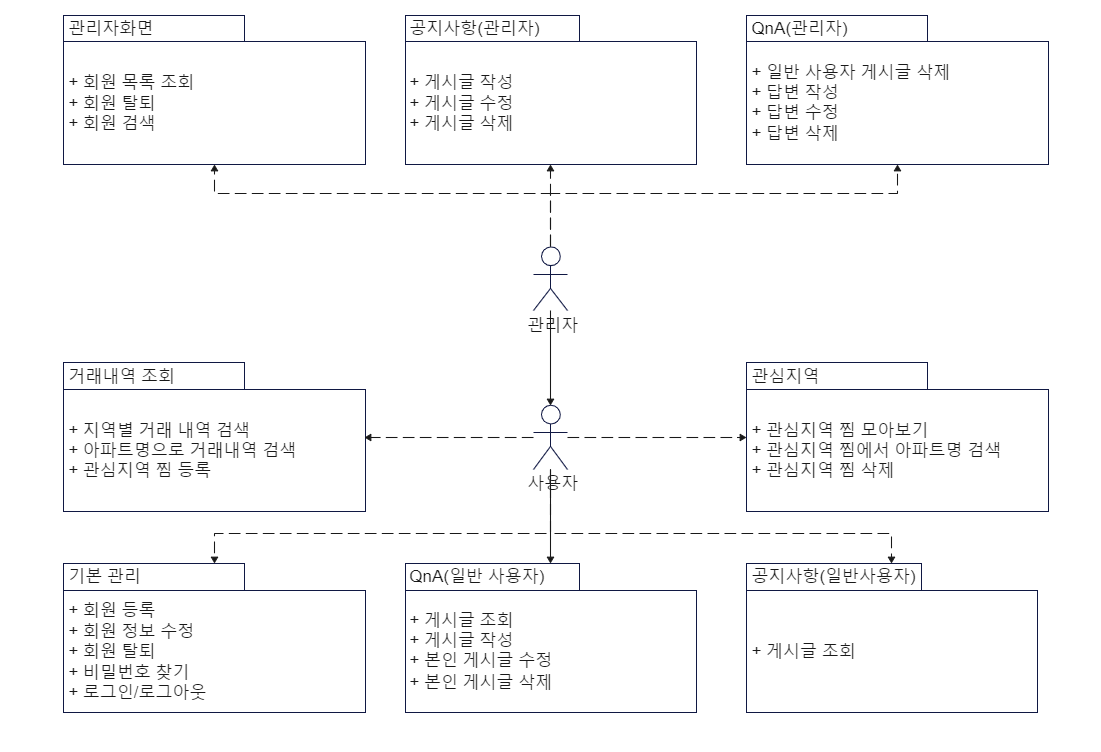 관리자화면
+ 회원 목록 조회
+ 회원 탈퇴
+ 회원 검색
공지사항(관리자)
+ 게시글 작성
+ 게시글 수정
+ 게시글 삭제
QnA(관리자)
+ 일반 사용자 게시글 삭제
+ 답변 작성
+ 답변 수정
+ 답변 삭제
관리자
거래내역 조회
+ 지역별 거래 내역 검색
+ 아파트명으로 거래내역 검색
+ 관심지역 찜 등록
사용자
관심지역
+ 관심지역 찜 모아보기
+ 관심지역 찜에서 아파트명 검색
+ 관심지역 찜 삭제
기본 관리
+ 회원 등록
+ 회원 정보 수정
+ 회원 탈퇴
+ 비밀번호 찾기
+ 로그인/로그아웃
QnA(일반 사용자)
+ 게시글 조회
+ 게시글 작성
+ 본인 게시글 수정
+ 본인 게시글 삭제
공지사항(일반사용자)
+ 게시글 조회